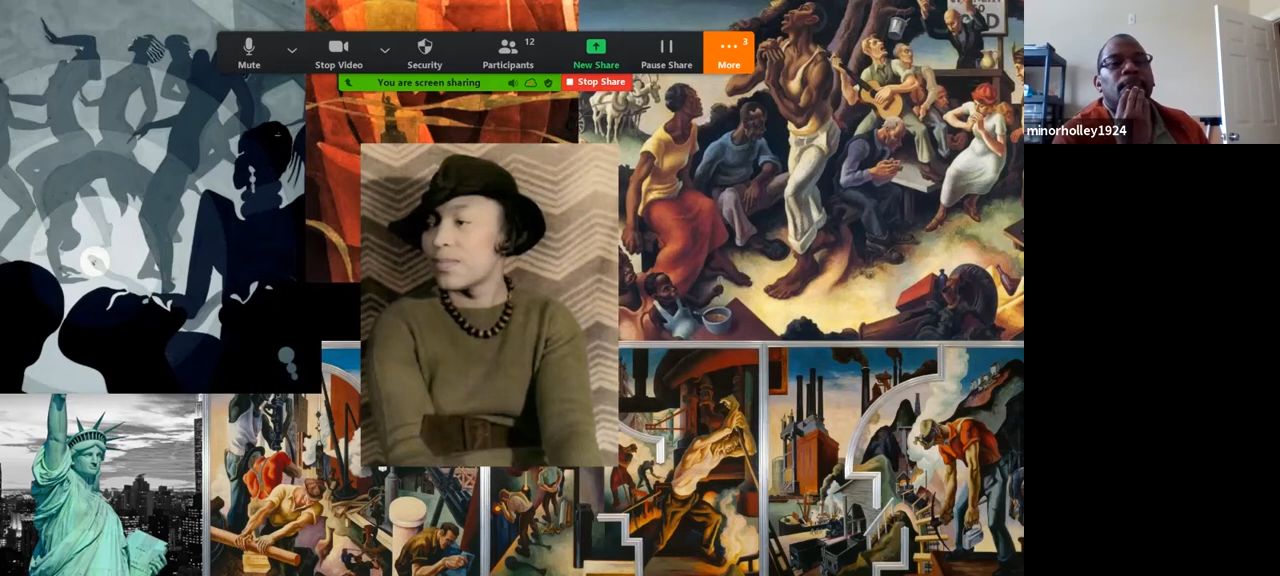 12
3
Mute
Stop Video
Security
Participants
New Share
Pause Share
More
You are screen sharing
Stop Share
minorholley1924